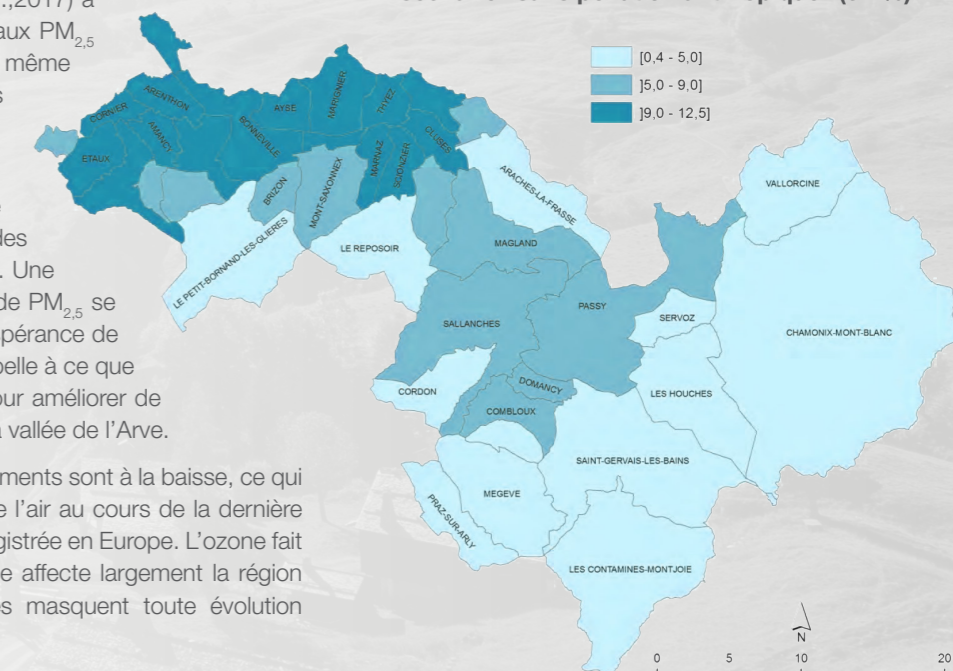 .,2017) a
aux PM2,5
même
des
. Une
de PM2,5 se
spérance de
pelle à ce que
our améliorer de
vallée de l'Arve.
ements sont à la baisse, ce qui
e l'air au cours de la dernière
gistrée en Europe. L'ozone fait
e affecte largement la région
es masquent toute évolution
[0,4 - 5,0]
]5,0 - 9,0]
]9,0 - 12,5]
CORNIER
ARENTHON
AMANCY
ETAUX
AYSE
BONNEVILLE
MARIGNIER
THYEZ
CLUSES
MARNAZ
SCIONZIER
BRIZON
MONT-SAXONNEX
LE PETIT-BORNAND-LES-GLIERES
LE REPOSOIR
ARACHES-LA-FRASSE
MAGLAND
VALLORCINE
SALLANCHES
PASSY
SERVOZ
CHAMONIX-MONT-BLANC
CORDON
DOMANCY
COMBLOUX
LES HOUCHES
SAINT-GERVAIS-LES-BAINS
MEGEVE
PRAZ-SUR-ARLY
LES CONTAMINES-MONTJOIE
N
0 5 10 20